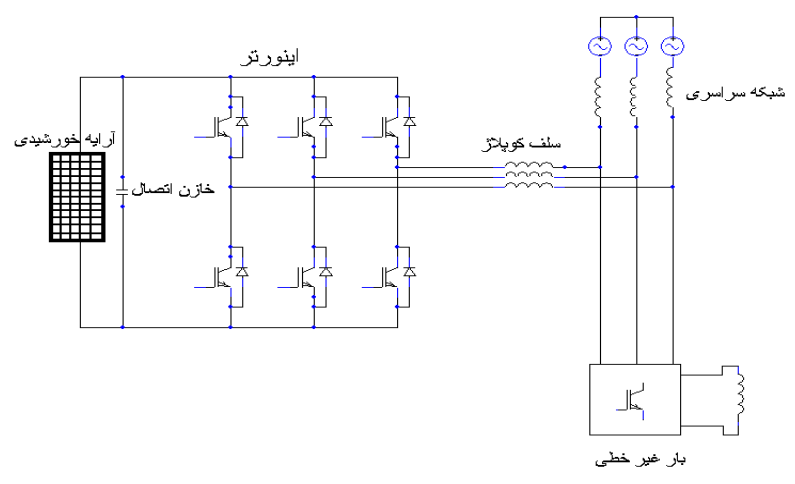 اینورتر
شبکه سراسری
آرایه خورشیدی
سلف کوپلاژ
خازن اتصال
بار غیر خطی